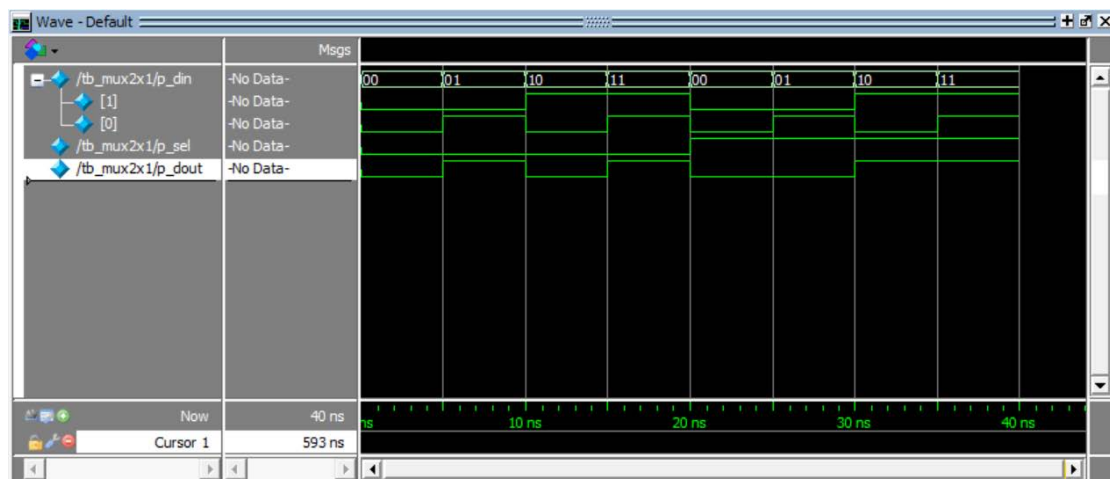 Wave - Default
Msgs
/tb_mux2x1/p_din -No Data- 00 01 10 11 00 01 10 11
[1] -No Data-
[0] -No Data-
/tb_mux2x1/p_sel -No Data-
/tb_mux2x1/p_dout -No Data-
Now 40 ns ns 10 ns 20 ns 30 ns 40 ns
Cursor 1 593 ns